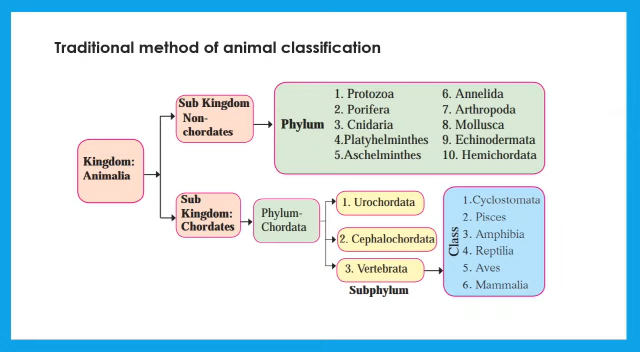 Traditional method of animal classification
Kingdom:
Animalia
Sub Kingdom
Non-
chordates
Phylum
1. Protozoa
2. Porifera
3. Cnidaria
4.Platyhelminthes
5.Aschelminthes
6. Annelida
7. Arthropoda
8. Mollusca
9. Echinodermata
10. Hemichordata
Sub
Kingdom:
Chordates
Phylum-
Chordata
1. Urochordata
2. Cephalochordata
3. Vertebrata
Subphylum
Class
1.Cyclostomata
2. Pisces
3. Amphibia
4. Reptilia
5. Aves
6. Mammalia